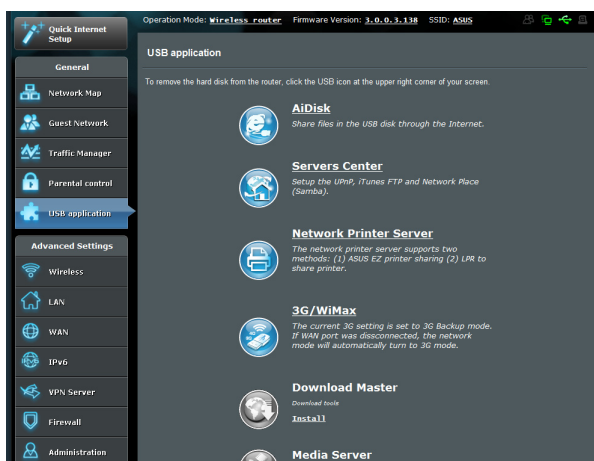 Operation Mode: Wireless router Firmware Version: 3.0.0.3.138 SSID: ASUS
Quick Internet
Setup
General
Network Map
Guest Network
Traffic Manager
Parental control
USB application
Advanced Settings
Wireless
LAN
WAN
IPv6
VPN Server
Firewall
Administration
USB application
To remove the hard disk from the router, click the USB icon at the upper right corner of your screen.
AiDisk
Share files in the USB disk through the Internet.
Servers Center
Setup the UPnP, iTunes FTP and Network Place
(Samba).
Network Printer Server
The network printer server supports two
methods: (1) ASUS EZ printer sharing (2) LPR to
share printer.
3G/WiMax
The current 3G setting is set to 3G Backup mode.
If WAN port was dissconnected, the network
mode will automatically turn to 3G mode.
Download Master
Download tools
Install
Media Server